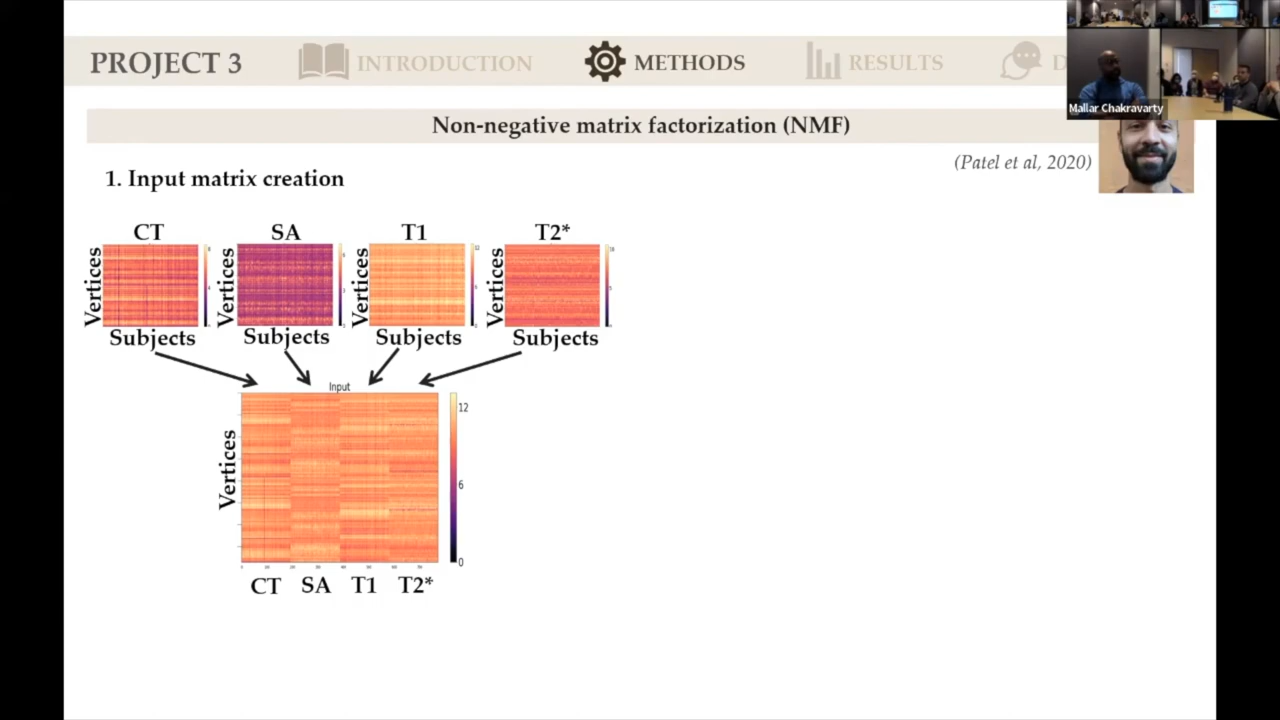 PROJECT 3
INTRODUCTION
METHODS
RESULTS
D
Mallar Chakravarty
Non-negative matrix factorization (NMF)
(Patel et al, 2020)
1. Input matrix creation
CT
SA
T1
T2*
Vertices
Vertices
Vertices
Vertices
Subjects
Subjects
Subjects
Subjects
Input
Vertices
12
6
0
CT
SA
T1
T2*